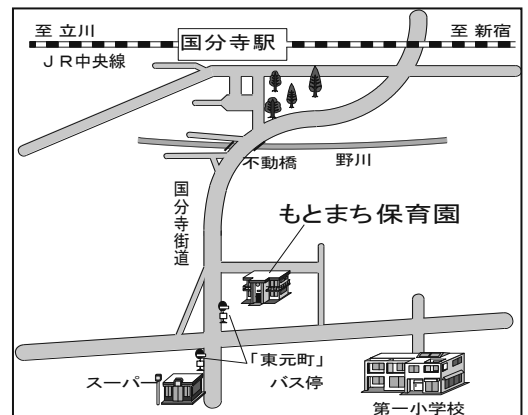 至 立川
国分寺駅
至 新宿
JR中央線
不動橋
野川
国分寺街道
もとまち保育園
「東元町」
バス停
スーパー
第一小学校